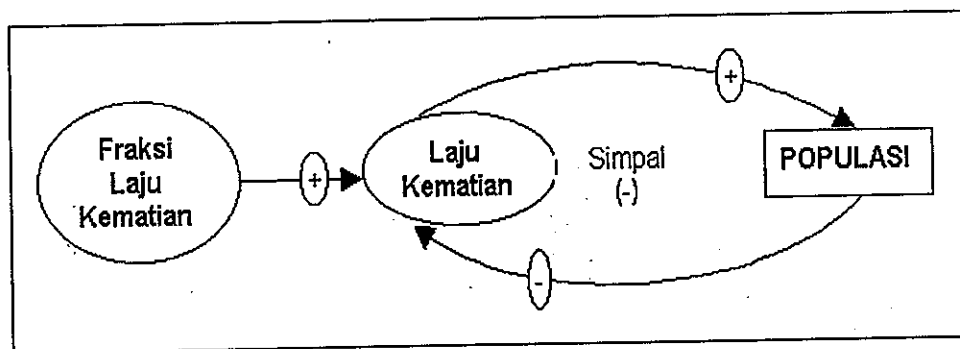 Fraksi
Laju
Kematian
+
Laju
Kematian
Simpal
(-)
+
POPULASI
-